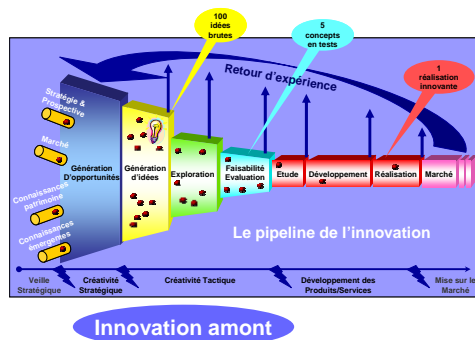 100
idées
brutes
5
concepts
en tests
1
réalisation
innovante
Retour d'expérience
Stratégie &
Prospective
Marché
Connaissances
patrimoine
Connaissances
émergentes
Génération
D'opportunités
Génération
d'idées
Exploration
Faisabilité
Evaluation
Etude
Développement
Réalisation
Marché
Le pipeline de l'innovation
Veille
Stratégique
Créativité
Stratégique
Créativité Tactique
Développement des
Produits/Services
Mise sur le
Marché
Innovation amont